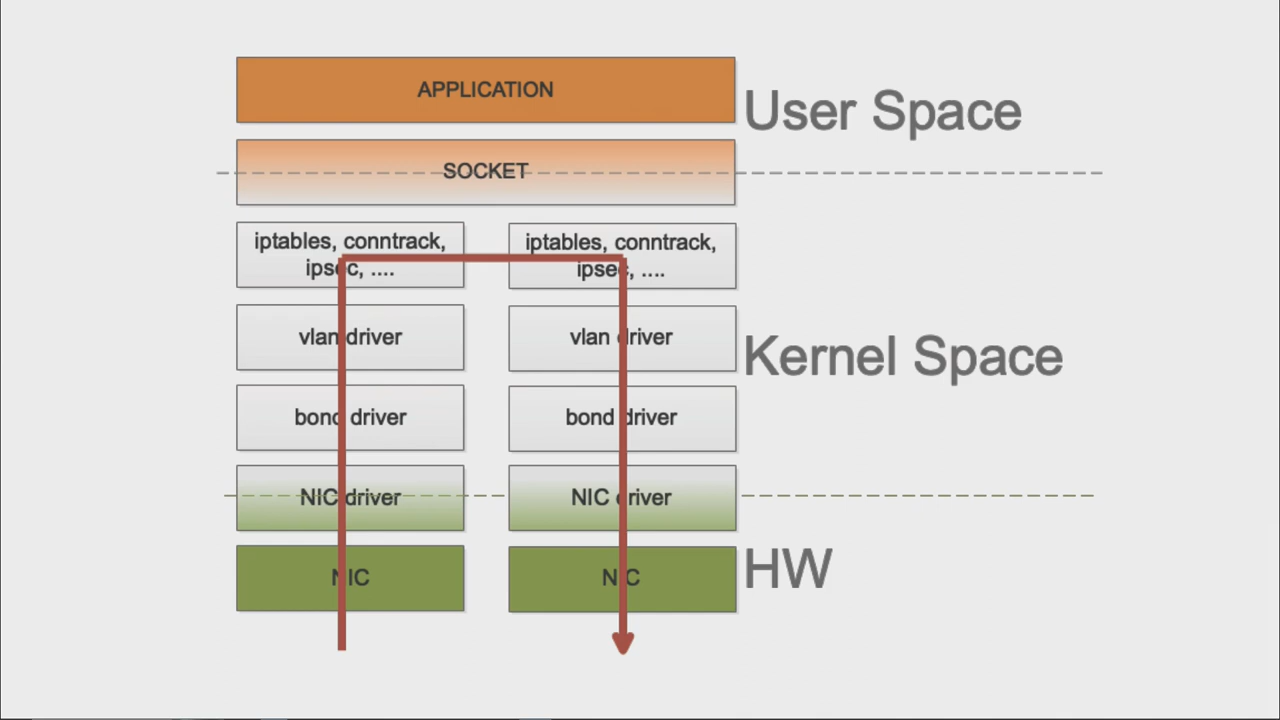 APPLICATION
User Space
SOCKET
iptables, conntrack,
ipsec, ....
iptables, conntrack,
ipsec, ....
vlan driver
vlan driver
Kernel Space
bond driver
bond driver
NIC driver
NIC driver
HW
NIC
NIC